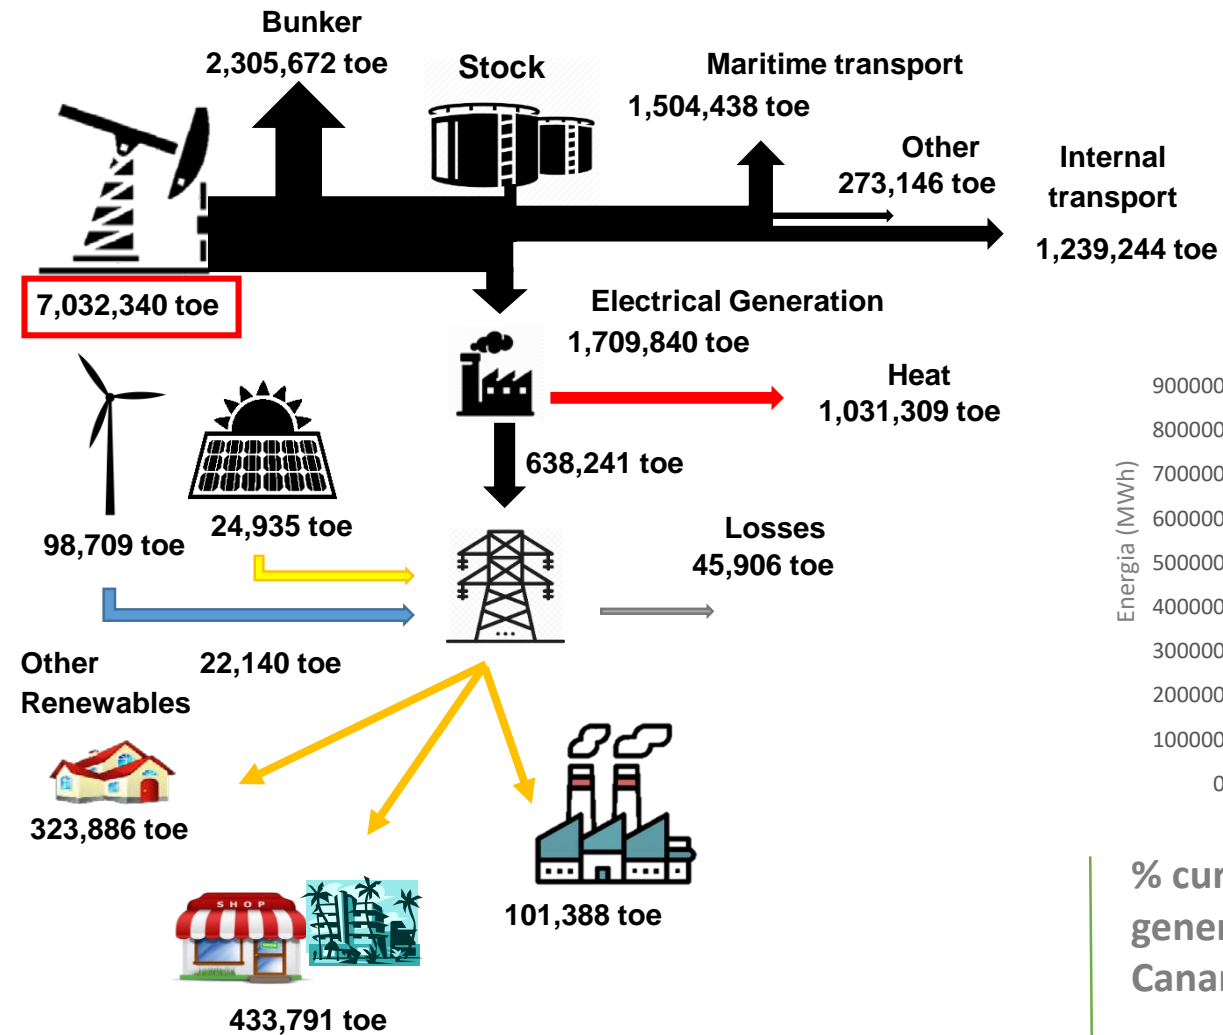 Bunker
2,305,672 toe
Stock
Maritime transport
1,504,438 toe
Other
273,146 toe
Internal
transport
1,239,244 toe
7,032,340 toe
Electrical Generation
1,709,840 toe
Heat
1,031,309 toe
638,241 toe
98,709 toe
24,935 toe
Losses
45,906 toe
Other
Renewables
22,140 toe
323,886 toe
SHOP
433,791 toe
101,388 toe
Energia (MWh)
900000
800000
700000
600000
500000
400000
300000
200000
100000
0
% cur
gener
Canar